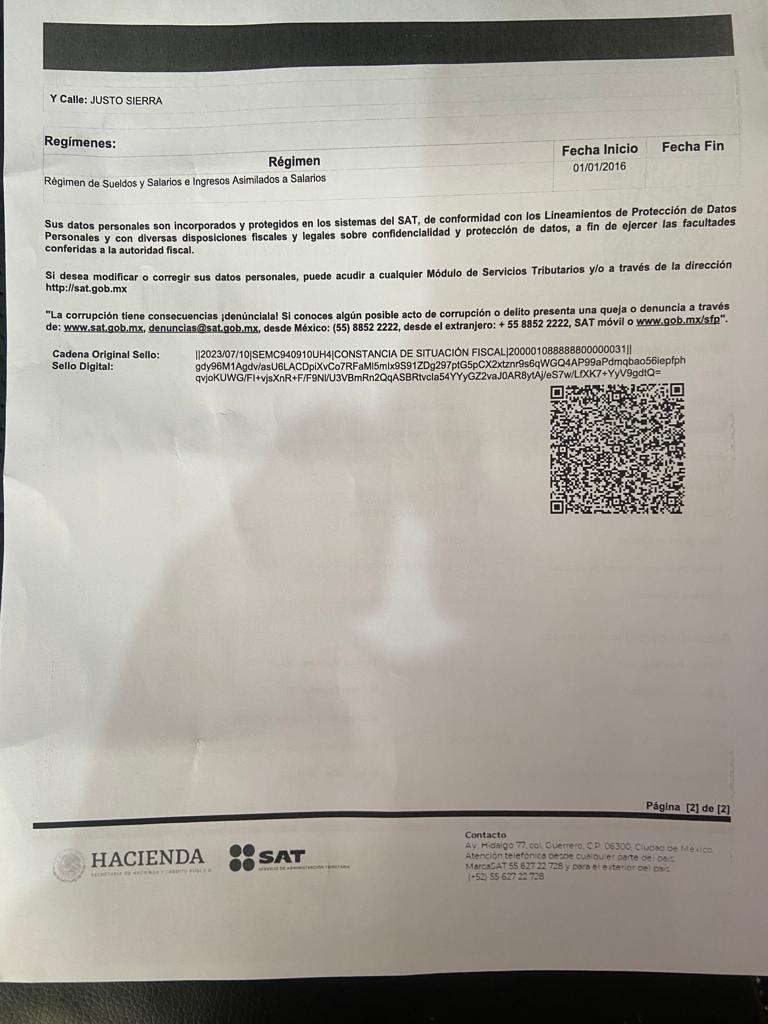 Y Calle: JUSTO SIERRA
Regímenes:
Régimen Fecha Inicio Fecha Fin
Régimen de Sueldos y Salarios e Ingresos Asimilados a Salarios 01/01/2016
Sus datos personales son incorporados y protegidos en los sistemas del SAT, de conformidad con los Lineamientos de Protección de Datos
Personales y con diversas disposiciones fiscales y legales sobre confidencialidad y protección de datos, a fin de ejercer las facultades
conferidas a la autoridad fiscal.
Si desea modificar o corregir sus datos personales, puede acudir a cualquier Módulo de Servicios Tributarios y/o a través de la dirección
http://sat.gob.mx
"La corrupción tiene consecuencias ¡denúnciala! Si conoces algún posible acto de corrupción o delito presenta una queja o denuncia a través
de: www.sat.gob.mx, denuncias@sat.gob.mx, desde México: (55) 8852 2222, desde el extranjero: + 55 8852 2222, SAT móvil o www.gob.mx/sfp".
Cadena Original Sello: ||2023/07/10|SEMC940910UH4|CONSTANCIA DE SITUACIÓN FISCAL|200001088888800000031||
Sello Digital: gdy96M1Agdv/asU6LACDpiXvCo7RFaMl5mIx9S91ZDg297ptG5pCX2xtznr9s6qWGQ4AP99aPdmqbao56iepfph
qvjoKUWG/Fl+vjsXnR+F/F9Nl/U3VBmRn2QqASBRtvcla54YYyGZ2vaJ0AR8ytAj/eS7w/LfXK7+YyV9gdtQ=
Página [2] de [2]
HACIENDA
SECRETARÍA DE HACIENDA Y CRÉDITO PÚBLICO
SAT
SERVICIO DE ADMINISTRACIÓN TRIBUTARIA
Contacto
Av. Hidalgo 77, col. Guerrero, C.P. 06300, Ciudad de México.
Atención telefónica desde cualquier parte del país:
MarcaSAT 55 627 22 728 y para el exterior del país
(+52) 55 627 22 728